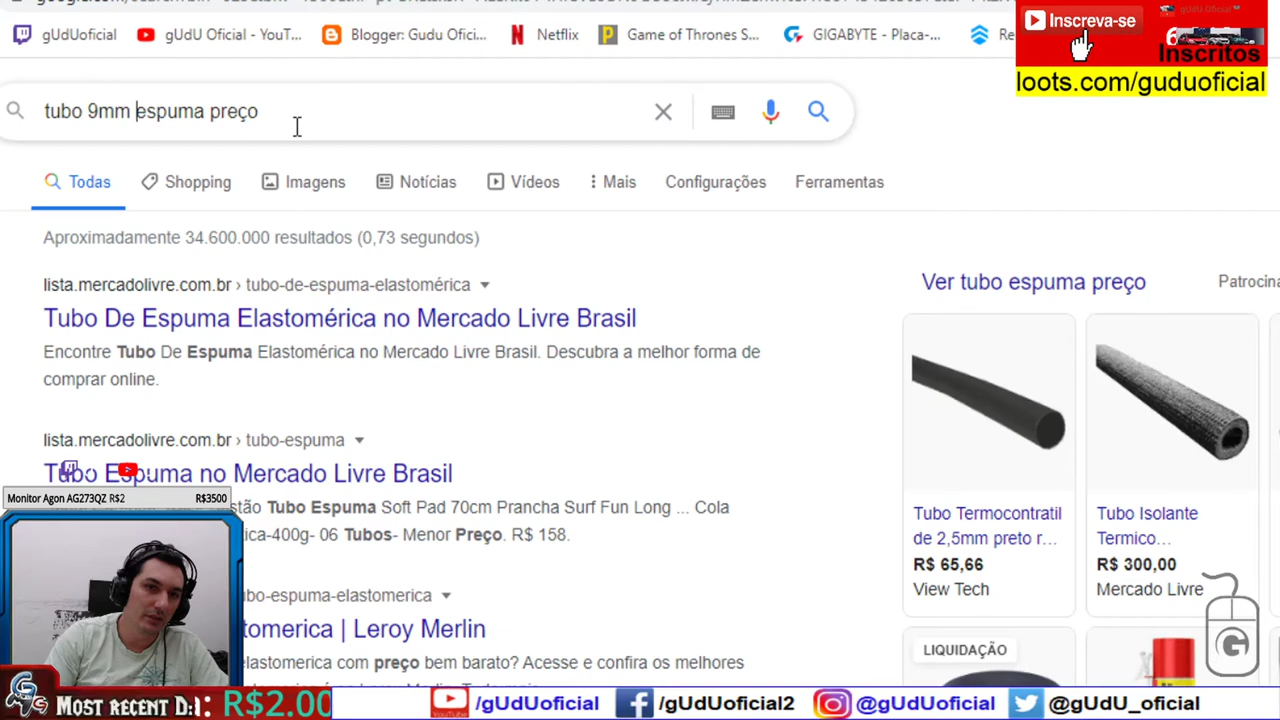 gUdUoficial
gUdU Oficial - YouT...
Blogger: Gudu Ofici...
Netflix
Game of Thrones S...
GIGABYTE - Placa-...
Inscreva-se
Inscritos
loots.com/guduoficial
tubo 9mm espuma preço
Todas
Shopping
Imagens
Notícias
Vídeos
Mais
Configurações
Ferramentas
Aproximadamente 34.600.000 resultados (0,73 segundos)
lista.mercadolivre.com.br › tubo-de-espuma-elastomérica
Tubo De Espuma Elastomérica no Mercado Livre Brasil
Encontre Tubo De Espuma Elastomérica no Mercado Livre Brasil. Descubra a melhor forma de
comprar online.
lista.mercadolivre.com.br › tubo-espuma
Tubo Espuma no Mercado Livre Brasil
Tubo Espuma Soft Pad 70cm Prancha Surf Fun Long ... Cola
06 Tubos- Menor Preço. R$ 158.
bo-espuma-elastomerica
tomerica | Leroy Merlin
elastomerica com preço bem barato? Acesse e confira os melhores
Ver tubo espuma preço
Patrocina
Tubo Termocontratil
de 2,5mm preto r...
R$ 65,66
View Tech
Tubo Isolante
Termico...
R$ 300,00
Mercado Livre
LIQUIDAÇÃO
Monitor Agon AG273QZ R$2
R$3500
Most recent D.:
R$2.00
/gUdUoficial
/gUdUoficial2
@gUdUoficial
@gUdU_oficial